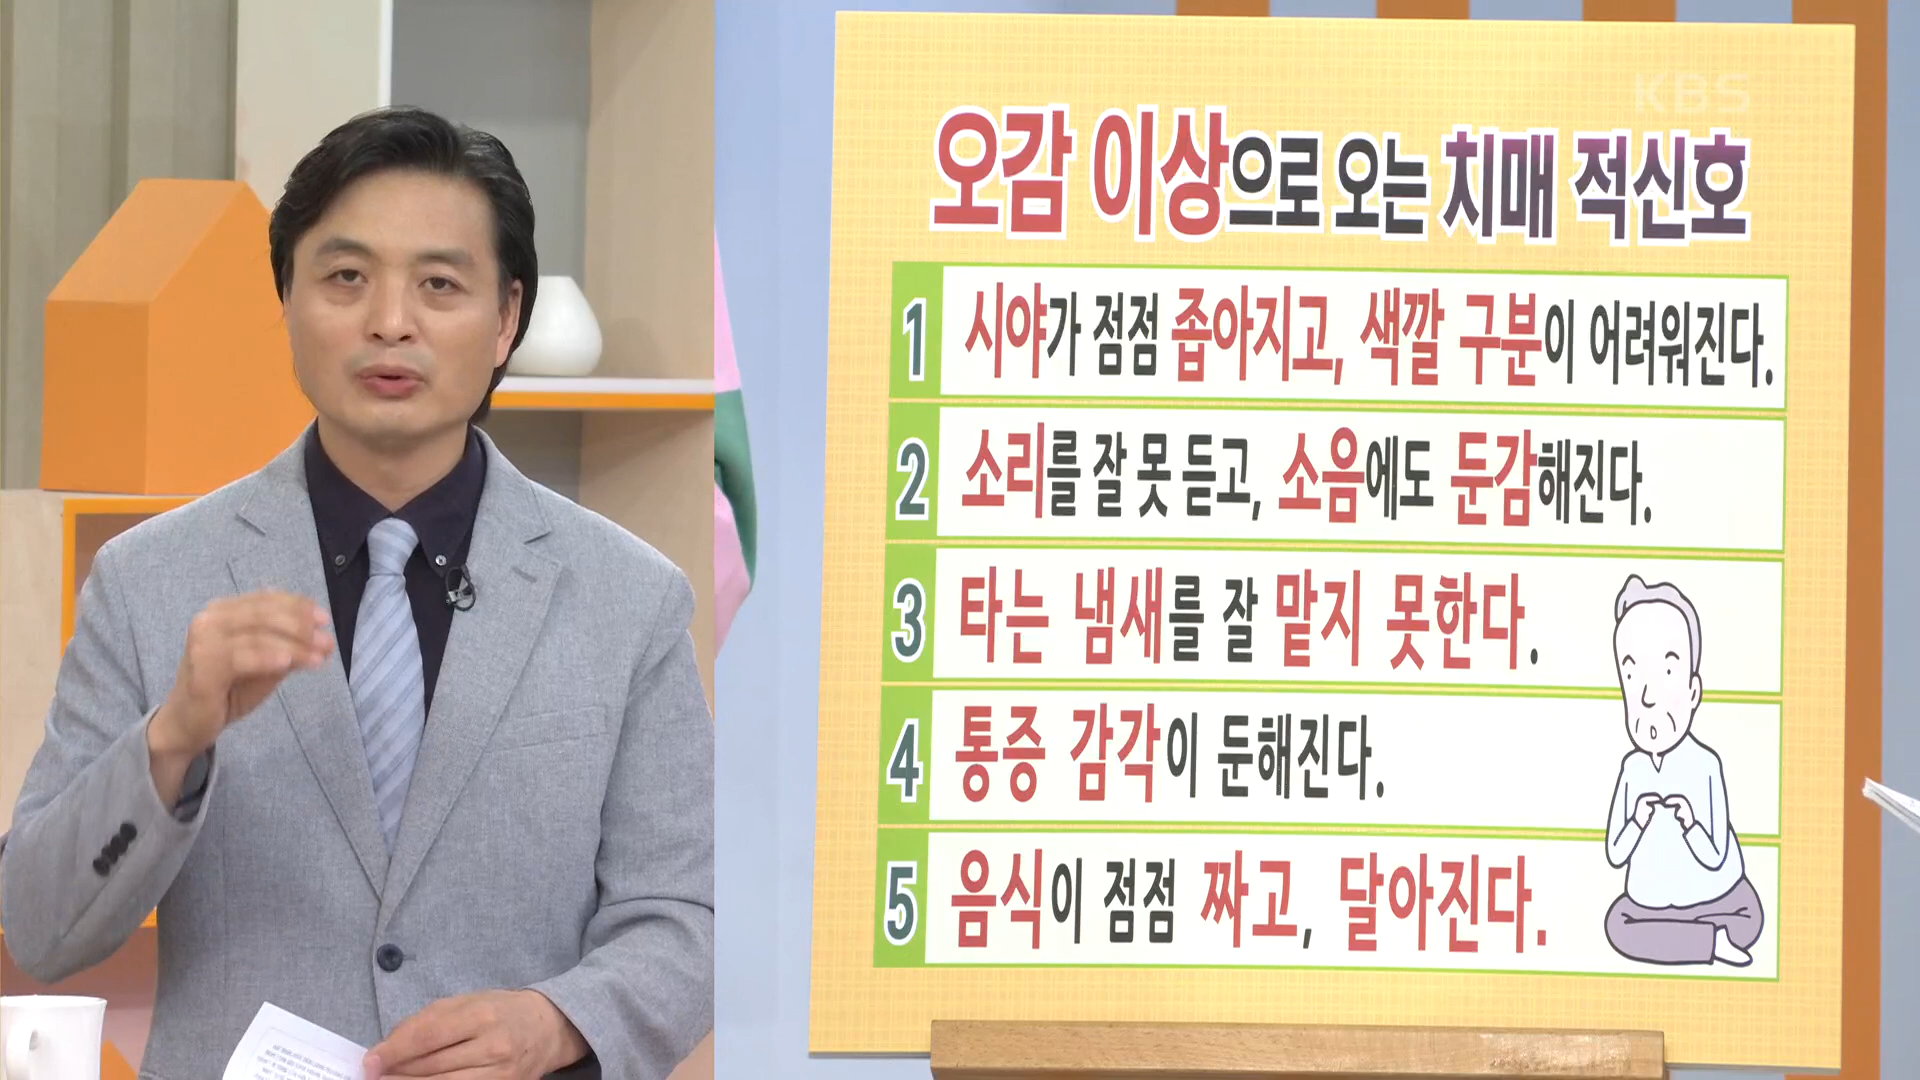 KBS
오감 이상으로 오는 치매 적신호
1 시야가 점점 좁아지고, 색깔 구분이 어려워진다.
2 소리를 잘 못 듣고, 소음에도 둔감해진다.
3 타는 냄새를 잘 맡지 못한다.
4 통증 감각이 둔해진다.
5 음식이 점점 짜고, 달아진다.